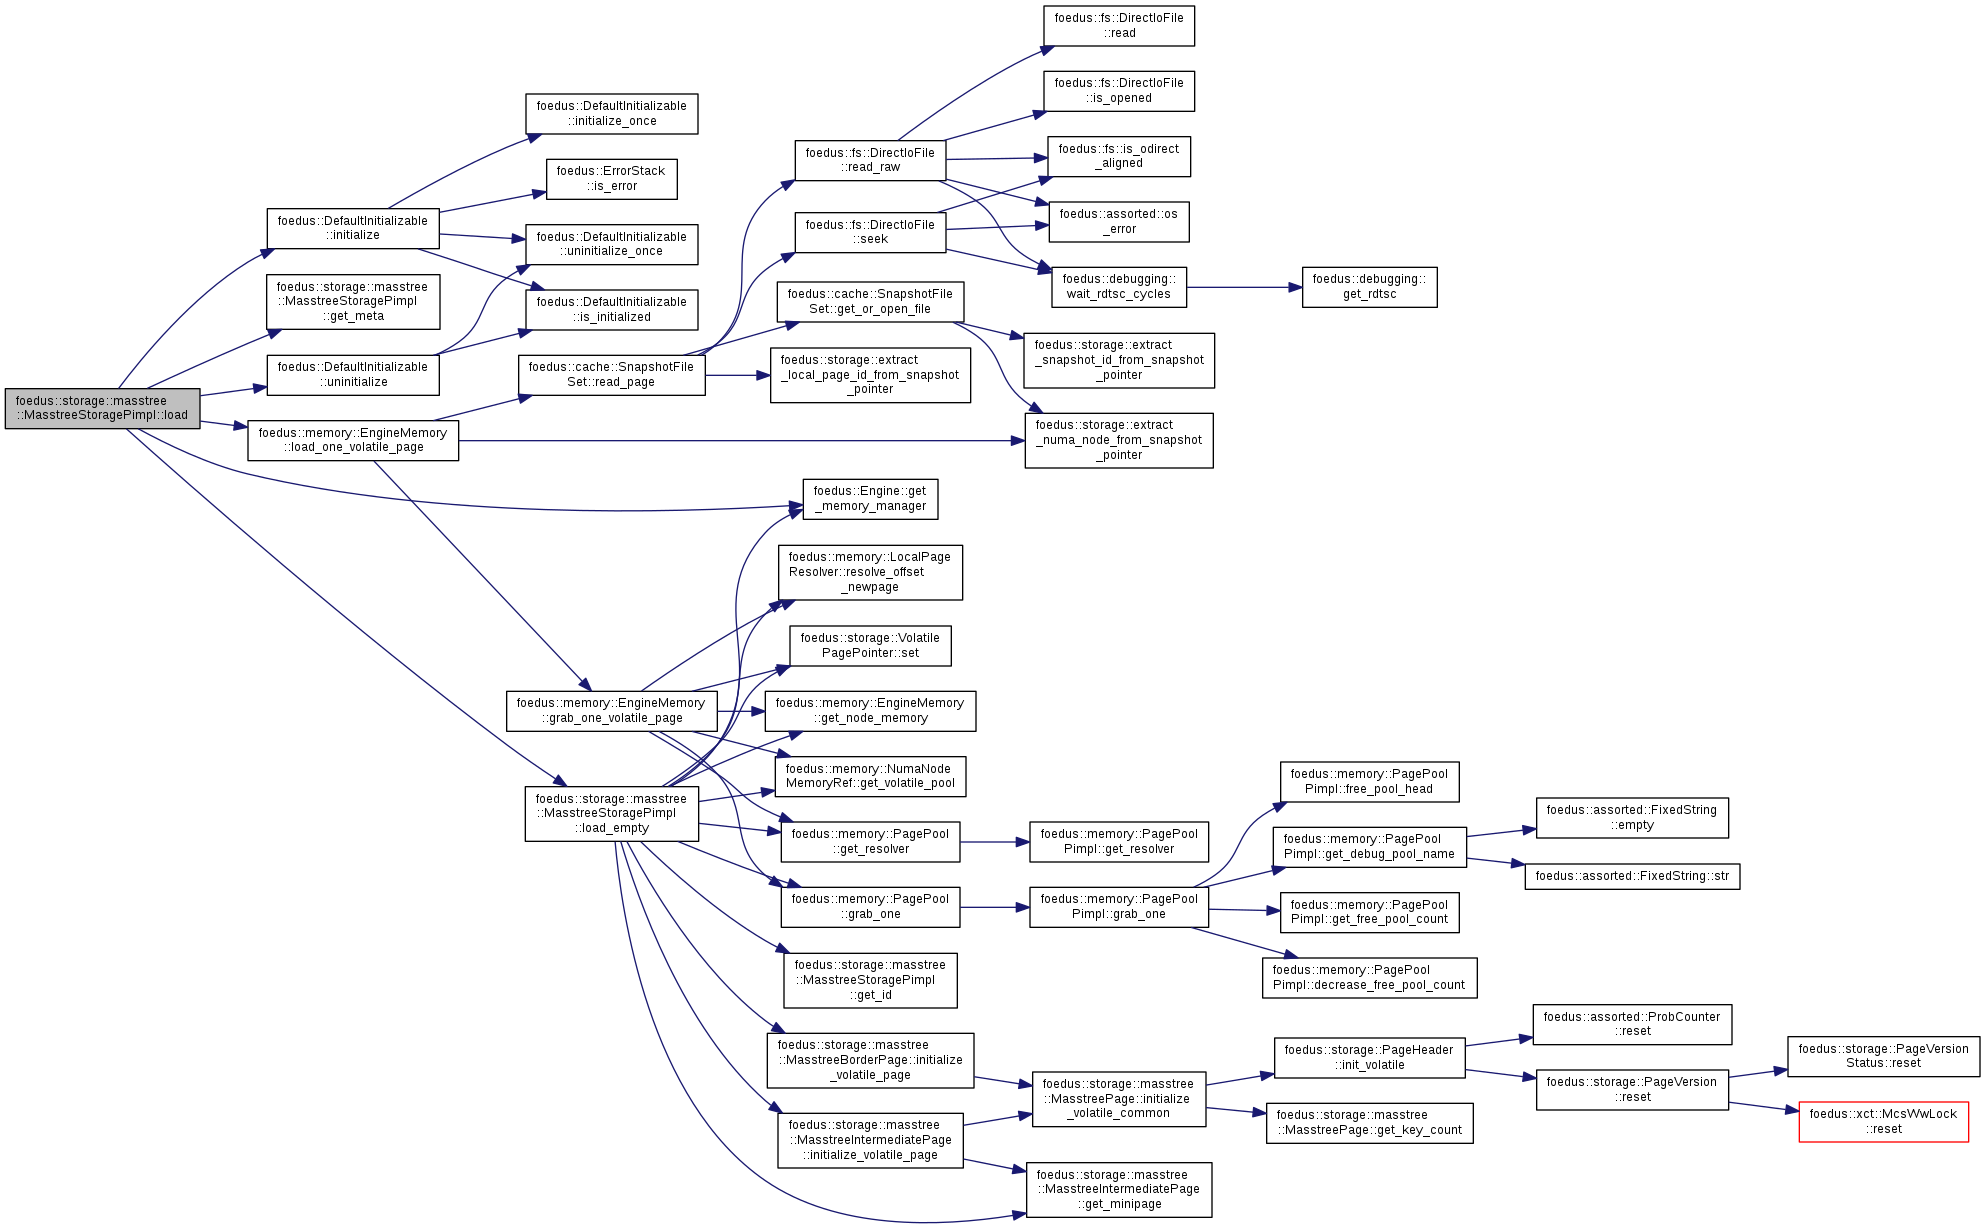 foedus::storage::masstree
::MasstreeStoragePimpl::load
foedus::DefaultInitializable
::initialize
foedus::storage::masstree
::MasstreeStoragePimpl
::get_meta
foedus::DefaultInitializable
::uninitialize
foedus::memory::EngineMemory
::load_one_volatile_page
foedus::DefaultInitializable
::initialize_once
foedus::ErrorStack
::is_error
foedus::DefaultInitializable
::uninitialize_once
foedus::DefaultInitializable
::is_initialized
foedus::cache::SnapshotFile
Set::read_page
foedus::memory::EngineMemory
::grab_one_volatile_page
foedus::storage::masstree
::MasstreeStoragePimpl
::load_empty
foedus::fs::DirectIoFile
::read_raw
foedus::fs::DirectIoFile
::seek
foedus::cache::SnapshotFile
Set::get_or_open_file
foedus::storage::extract
_local_page_id_from_snapshot
_pointer
foedus::Engine::get
_memory_manager
foedus::memory::LocalPage
Resolver::resolve_offset
_newpage
foedus::storage::Volatile
PagePointer::set
foedus::memory::EngineMemory
::get_node_memory
foedus::memory::NumaNode
MemoryRef::get_volatile_pool
foedus::memory::PagePool
::get_resolver
foedus::memory::PagePool
::grab_one
foedus::storage::masstree
::MasstreeStoragePimpl
::get_id
foedus::storage::masstree
::MasstreeBorderPage::initialize
_volatile_page
foedus::storage::masstree
::MasstreeIntermediatePage
::initialize_volatile_page
foedus::fs::DirectIoFile
::read
foedus::fs::DirectIoFile
::is_opened
foedus::fs::is_odirect
_aligned
foedus::assorted::os
_error
foedus::debugging::
wait_rdtsc_cycles
foedus::storage::extract
_snapshot_id_from_snapshot
_pointer
foedus::storage::extract
_numa_node_from_snapshot
_pointer
foedus::memory::PagePool
Pimpl::get_resolver
foedus::memory::PagePool
Pimpl::grab_one
foedus::storage::masstree
::MasstreePage::initialize
_volatile_common
foedus::storage::masstree
::MasstreeIntermediatePage
::get_minipage
foedus::debugging::
get_rdtsc
foedus::memory::PagePool
Pimpl::free_pool_head
foedus::memory::PagePool
Pimpl::get_debug_pool_name
foedus::memory::PagePool
Pimpl::get_free_pool_count
foedus::memory::PagePool
Pimpl::decrease_free_pool_count
foedus::storage::PageHeader
::init_volatile
foedus::storage::masstree
::MasstreePage::get_key_count
foedus::assorted::FixedString
::empty
foedus::assorted::FixedString::str
foedus::assorted::ProbCounter
::reset
foedus::storage::PageVersion
::reset
foedus::storage::PageVersion
Status::reset
foedus::xct::McsWwLock
::reset